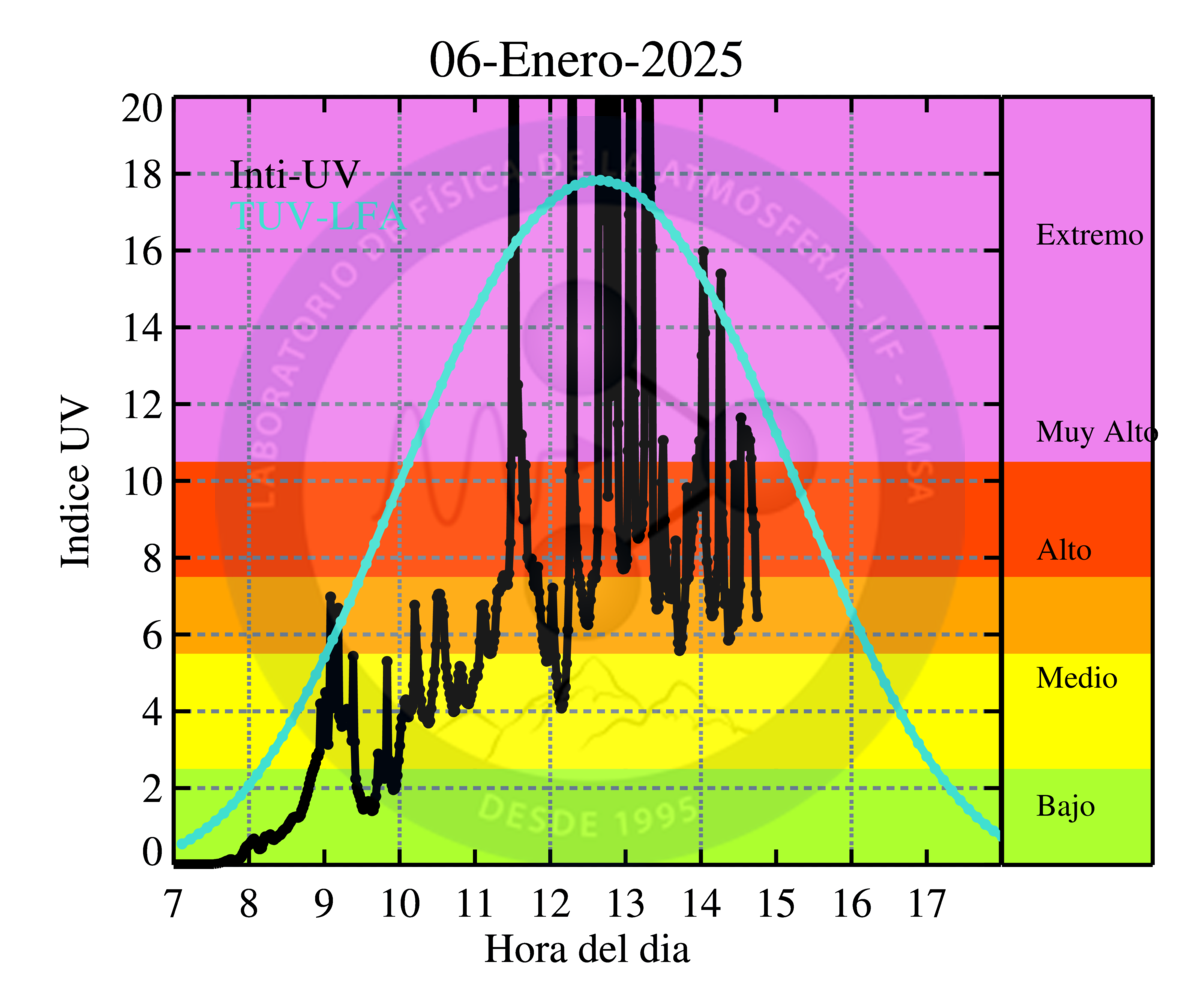 06-Enero-2025
20
18
16
14
12
10
8
6
4
2
0
Indice UV
Inti-UV
TUV-LFA
LABORATORIO DE FÍSICA DE LA ATMÓSFERA - IIF - UMSA
DESDE 1995
Extremo
Muy Alto
Alto
Medio
Bajo
7 8 9 10 11 12 13 14 15 16 17
Hora del dia